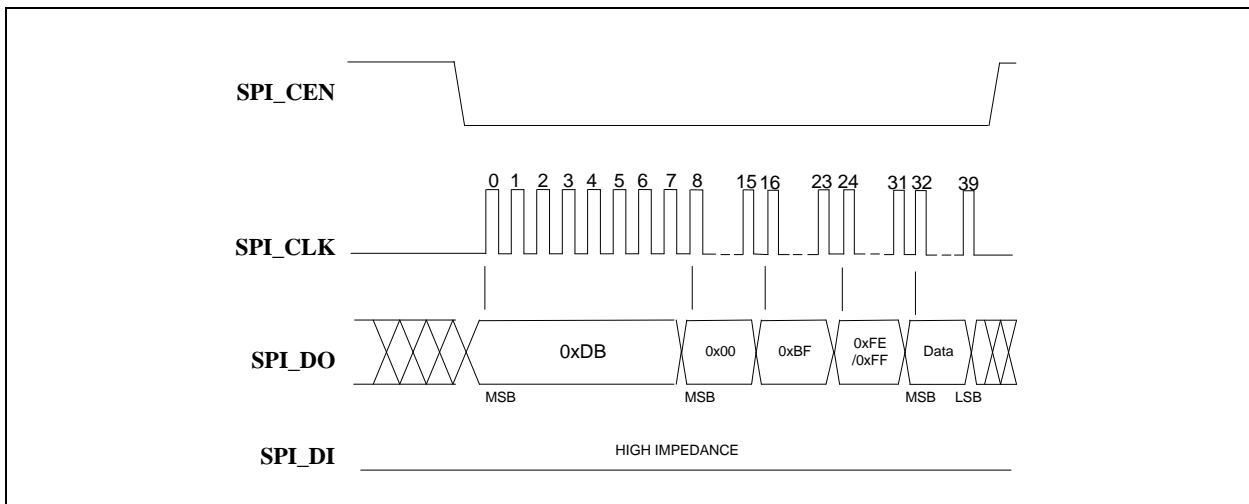 SPI_CEN
0 1 2 3 4 5 6 7 8 15 16 23 24 31 32 39
SPI_CLK
SPI_DO
0xDB 0x00 0xBF 0xFE /0xFF Data
MSB MSB MSB LSB
HIGH IMPEDANCE
SPI_DI